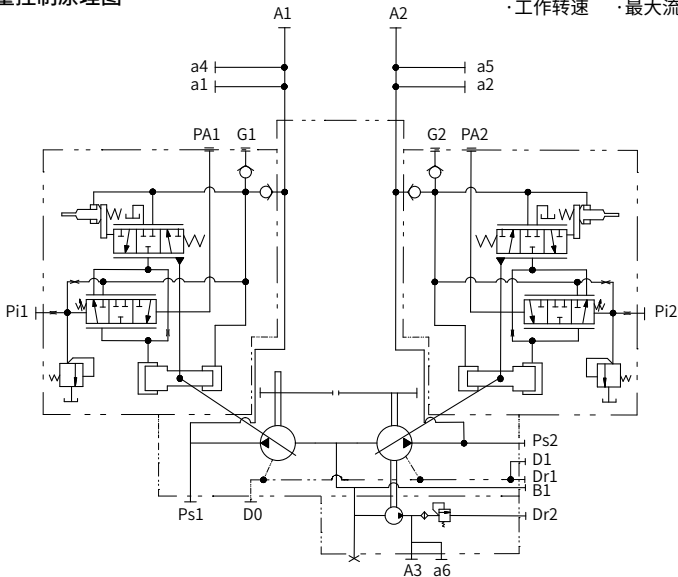 控制原理图
·工作转速 ·最大流
A1 A2
a4 a5
a1 a2
PA1 G1 G2 PA2
Pi1 Pi2
Ps2
D1
Dr1
B1
Ps1 D0 Dr2
A3 a6